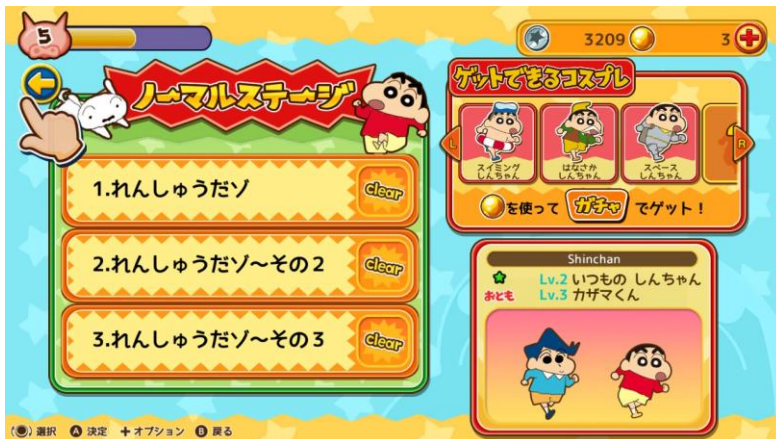 5
3209
3
ノーマルステージ
1.れんしゅうだゾ
clear
2.れんしゅうだゾ～その2
clear
3.れんしゅうだゾ～その3
clear
ゲットできるコスプレ
L
スイミング
しんちゃん
はなさか
しんちゃん
スペース
しんちゃん
R
を使って ガチャ でゲット！
Shinchan
Lv.2 いつもの しんちゃん
おとも Lv.3 カザマくん
選択 A 決定 +オプション B 戻る